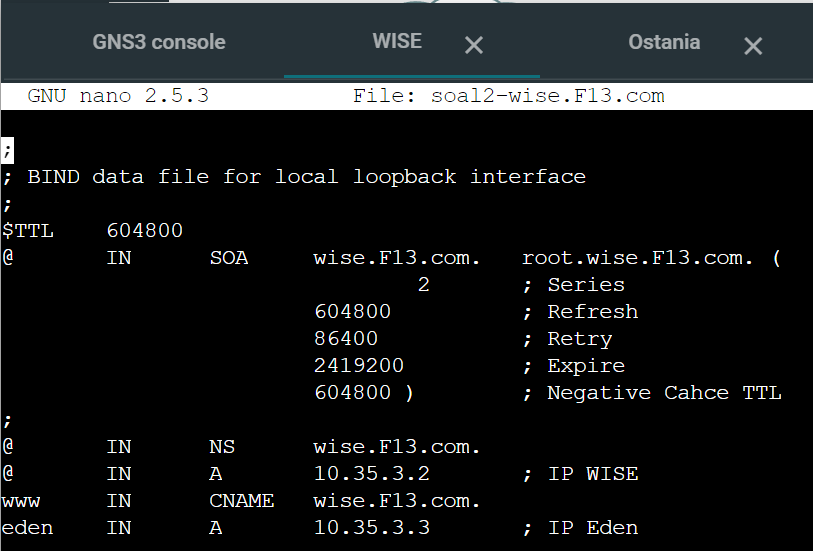 GNS3 console WISE × Ostania ×
GNU nano 2.5.3 File: soal2-wise.F13.com
;
; BIND data file for local loopback interface
;
$TTL 604800
@ IN SOA wise.F13.com. root.wise.F13.com. (
2 ; Series
604800 ; Refresh
86400 ; Retry
2419200 ; Expire
604800 ) ; Negative Cahce TTL
;
@ IN NS wise.F13.com.
@ IN A 10.35.3.2 ; IP WISE
www IN CNAME wise.F13.com.
eden IN A 10.35.3.3 ; IP Eden